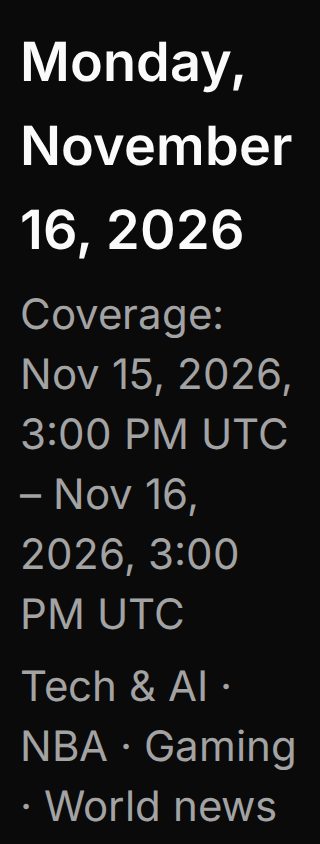 Monday,
November
16, 2026
Coverage:
Nov 15, 2026,
3:00 PM UTC
– Nov 16,
2026, 3:00
PM UTC
Tech & AI ·
NBA · Gaming
· World news